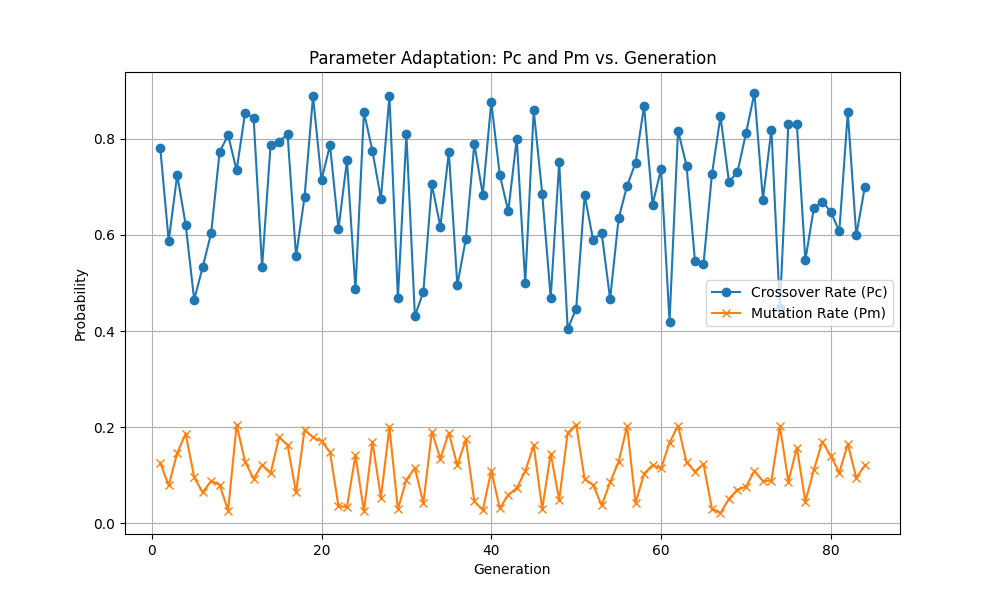 Parameter Adaptation: Pc and Pm vs. Generation
Probability
0.8
0.6
0.4
0.2
0.0
Crossover Rate (Pc)
Mutation Rate (Pm)
0 20 40 60 80
Generation